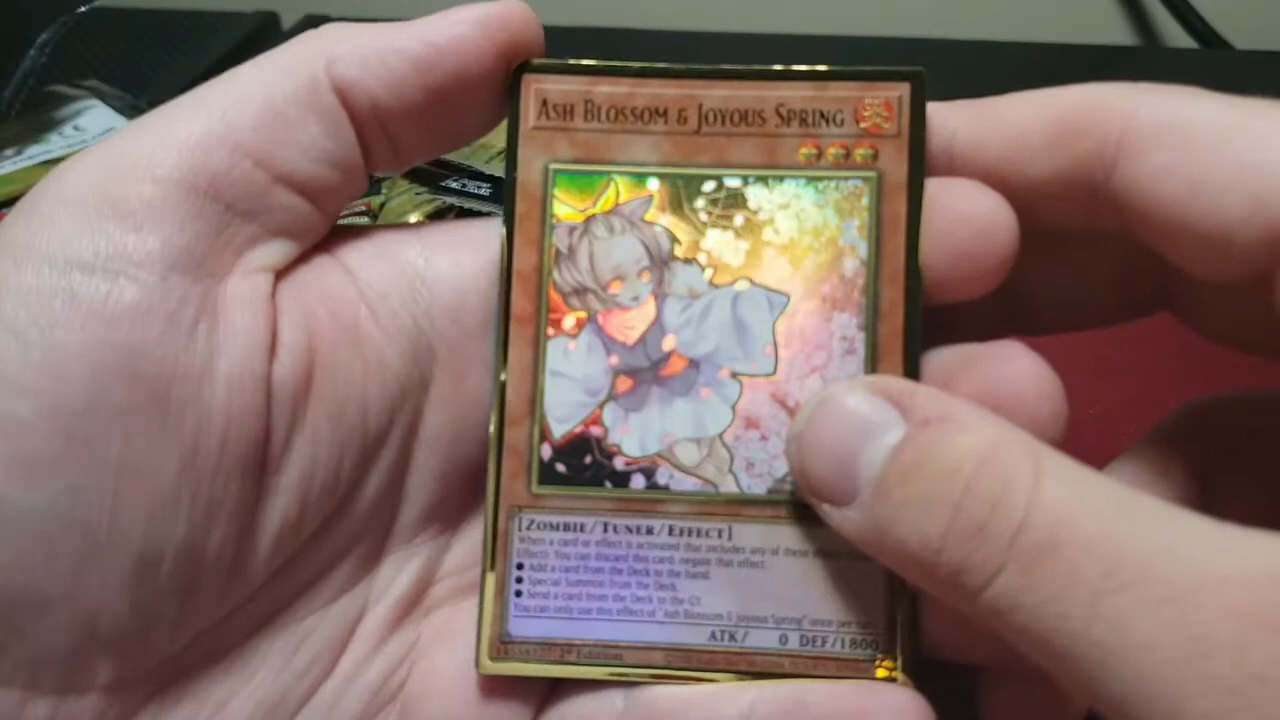 ASH BLOSSOM & JOYOUS SPRING
[ZOMBIE/TUNER/EFFECT]
When a card or effect is activated that includes any of these
Effect): You can discard this card; negate that effect.
● Add a card from the Deck to the hand.
● Special Summon from the Deck.
● Send a card from the Deck to the GY.
You can only use this effect of "Ash Blossom & Joyous Spring" once per turn.
ATK/ 0 DEF/1800
1st Edition